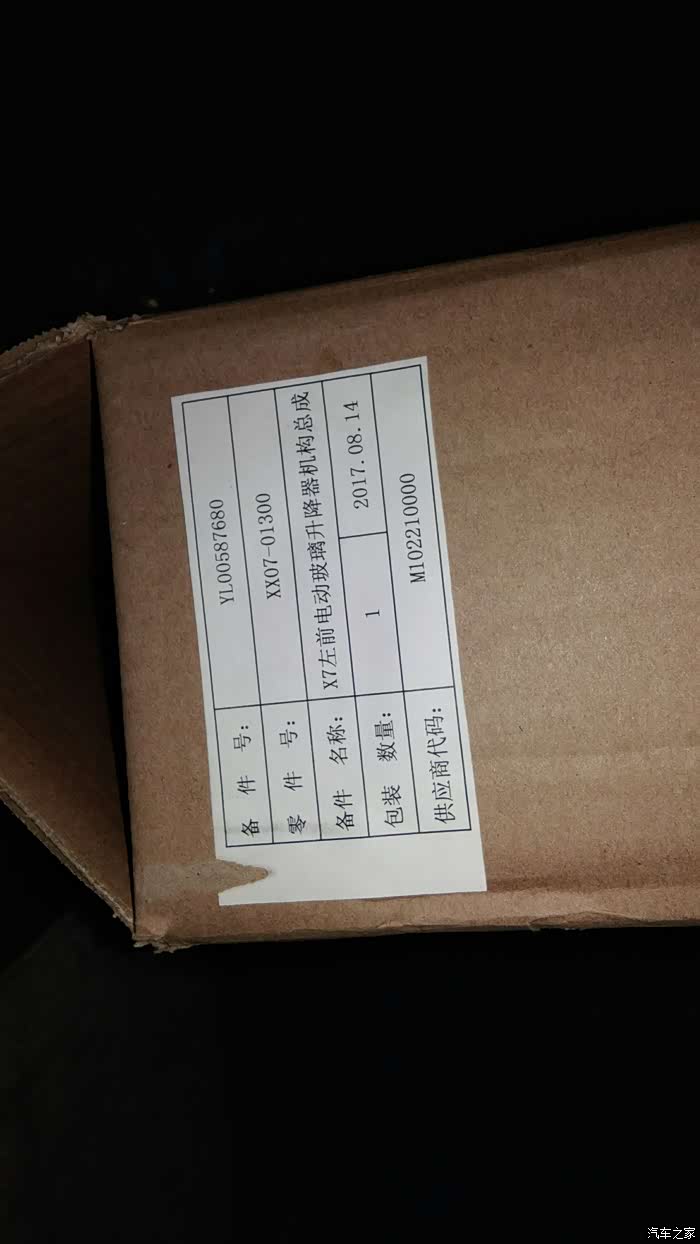 备 件 号: YL00587680
零 件 号: XX07-01300
备件 名称: X7左前电动玻璃升降器机构总成
包装 数量: 1 2017.08.14
供应商代码: M102210000
汽车之家